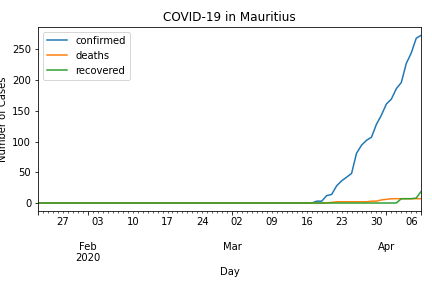 COVID-19 in Mauritius
confirmed
deaths
recovered
Number of Cases
250
200
150
100
50
0
27 03 10 17 24 02 09 16 23 30 06
Feb Mar Apr
2020
Day